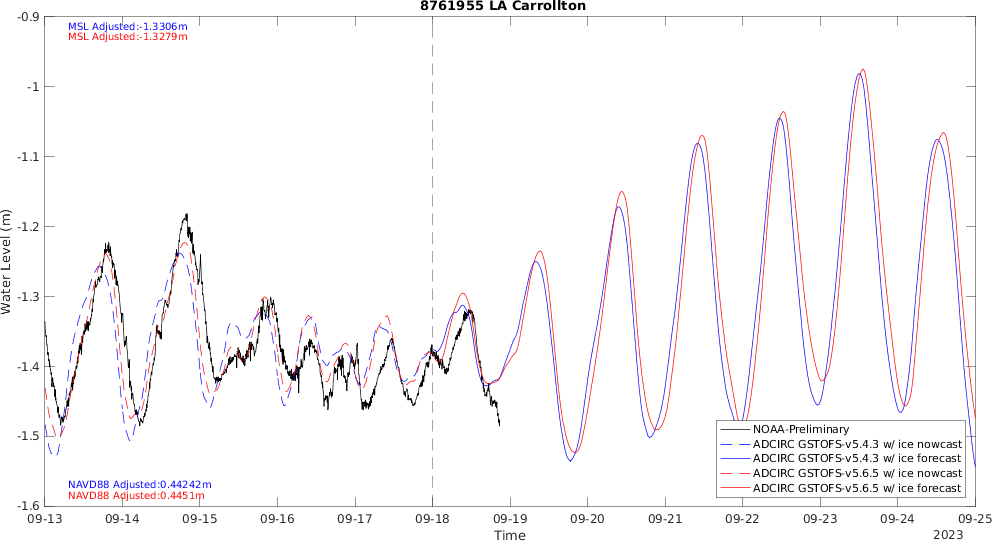 8761955 LA Carrollton
MSL Adjusted:-1.3306m
MSL Adjusted:-1.3279m
-0.9
-1
-1.1
-1.2
-1.3
-1.4
-1.5
-1.6
Water Level (m)
NOAA-Preliminary
ADCIRC GSTOFS-v5.4.3 w/ ice nowcast
ADCIRC GSTOFS-v5.4.3 w/ ice forecast
ADCIRC GSTOFS-v5.6.5 w/ ice nowcast
ADCIRC GSTOFS-v5.6.5 w/ ice forecast
NAVD88 Adjusted:0.44242m
NAVD88 Adjusted:0.4451m
09-13 09-14 09-15 09-16 09-17 09-18 09-19 09-20 09-21 09-22 09-23 09-24 09-25
Time
2023